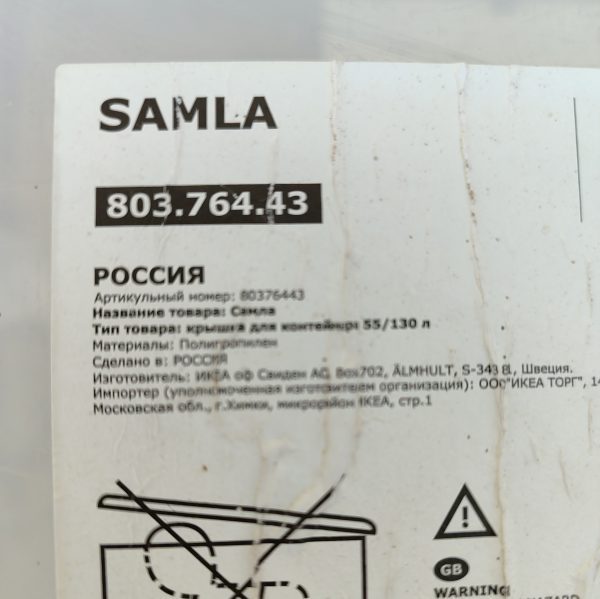 SAMLA
803.764.43
РОССИЯ
Артикульный номер: 80376443
Название товара: Самла
Тип товара: крышка для контейнера 55/130 л
Материалы: Полипропилен
Сделано в: РОССИЯ
Изготовитель: ИКЕА оф Свиден АО, Box702, ÄLMHULT, S-343 81, Швеция.
Импортер (уполномоченная изготовителем организация): ООО"ИКЕА ТОРГ", 14
Московская обл., г.Химки, микрорайон IKEA, стр.1
GB
WARNING